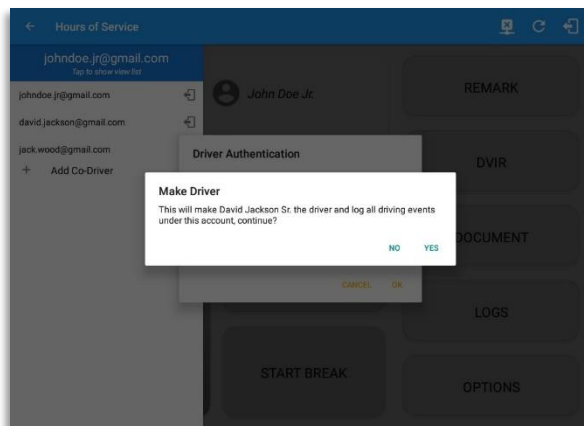 Hours of Service
johndoe.jr@gmail.com
Tap to show view list
johndoe.jr@gmail.com
david.jackson@gmail.com
jack.wood@gmail.com
+ Add Co-Driver
John Doe Jr.
Driver Authentication
Make Driver
This will make David Jackson Sr. the driver and log all driving events
under this account, continue?
NO YES
CANCEL OK
START BREAK
REMARK
DVIR
DOCUMENT
LOGS
OPTIONS